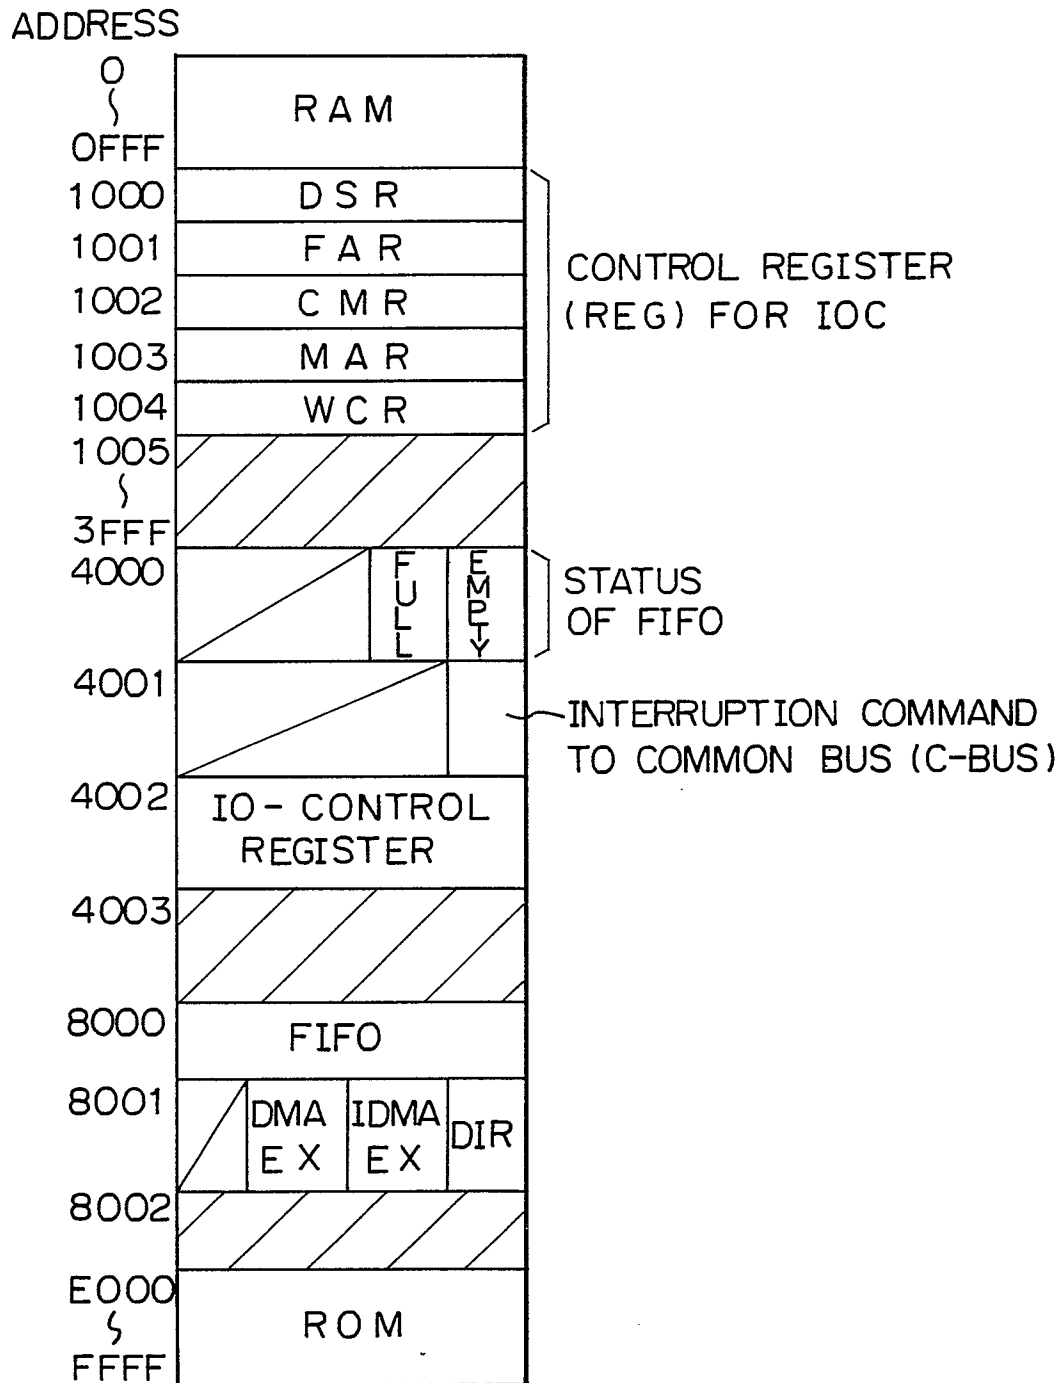 ADDRESS
0
~
0FFF
RAM
1000
DSR
1001
FAR
1002
CMR
1003
MAR
1004
WCR
CONTROL REGISTER
(REG) FOR IOC
1005
~
3FFF
4000
FULL
EMPTY
STATUS
OF FIFO
4001
INTERRUPTION COMMAND
TO COMMON BUS (C-BUS)
4002
IO-CONTROL
REGISTER
4003
8000
FIFO
8001
DMA
EX
IDMA
EX
DIR
8002
E000
~
FFFF
ROM